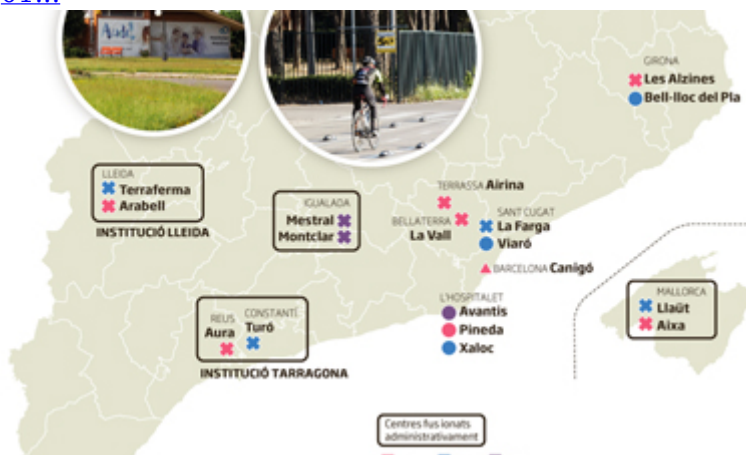 GIRONA
Les Alzines
Bell-lloc del Pla
LLEIDA
Terraferma
Arabell
INSTITUCIÓ LLEIDA
IGUALADA
Mestral
Montclar
TERRASSA Airina
BELLATERRA
La Vall
SANT CUGAT
La Farga
Viaró
BARCELONA Canigó
L'HOSPITALET
Avantis
Pineda
Xaloc
MALLORCA
Llaüt
Aixa
REUS
Aura
CONSTANTÍ
Turó
INSTITUCIÓ TARRAGONA
Centres fusionats
administrativament